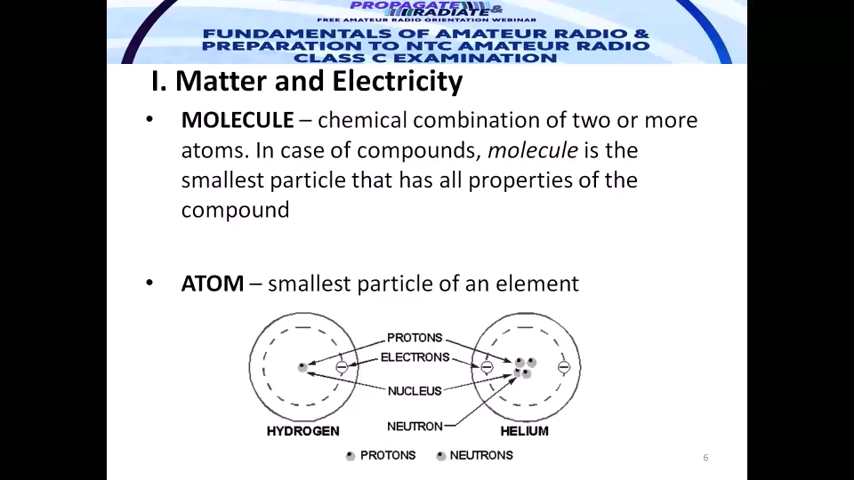 PROPAGATE &
RADIATE
FREE AMATEUR RADIO ORIENTATION WEBINAR
FUNDAMENTALS OF AMATEUR RADIO &
PREPARATION TO NTC AMATEUR RADIO
CLASS C EXAMINATION
I. Matter and Electricity
• MOLECULE – chemical combination of two or more
atoms. In case of compounds, molecule is the
smallest particle that has all properties of the
compound
• ATOM – smallest particle of an element
PROTONS
ELECTRONS
NUCLEUS
NEUTRON
HYDROGEN
HELIUM
PROTONS NEUTRONS
6